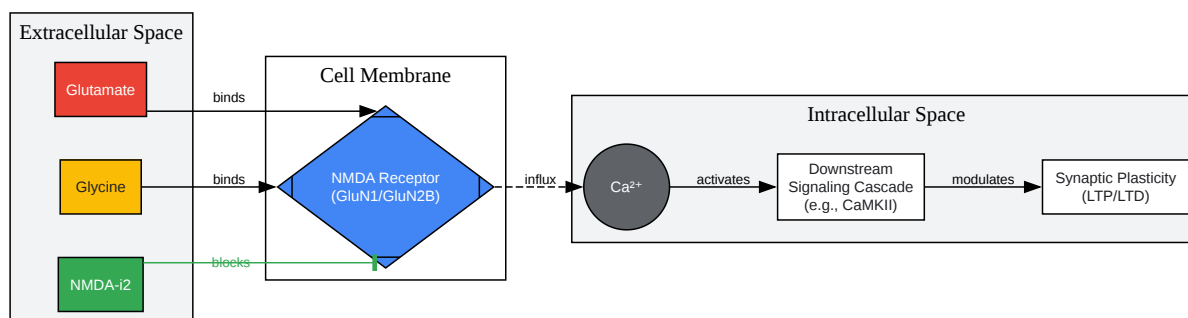 Extracellular Space
Glutamate
binds
Glycine
binds
NMDA-i2
blocks
Cell Membrane
NMDA Receptor
(GluN1/GluN2B)
influx
Intracellular Space
Ca²⁺
activates
Downstream
Signaling Cascade
(e.g., CaMKII)
modulates
Synaptic Plasticity
(LTP/LTD)